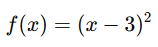 f(x) = (x − 3)²